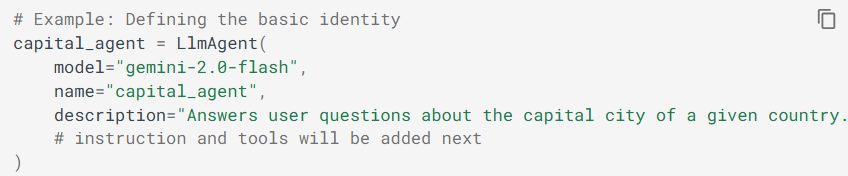 # Example: Defining the basic identity
capital_agent = LlmAgent(
    model="gemini-2.0-flash",
    name="capital_agent",
    description="Answers user questions about the capital city of a given country.
    # instruction and tools will be added next
)